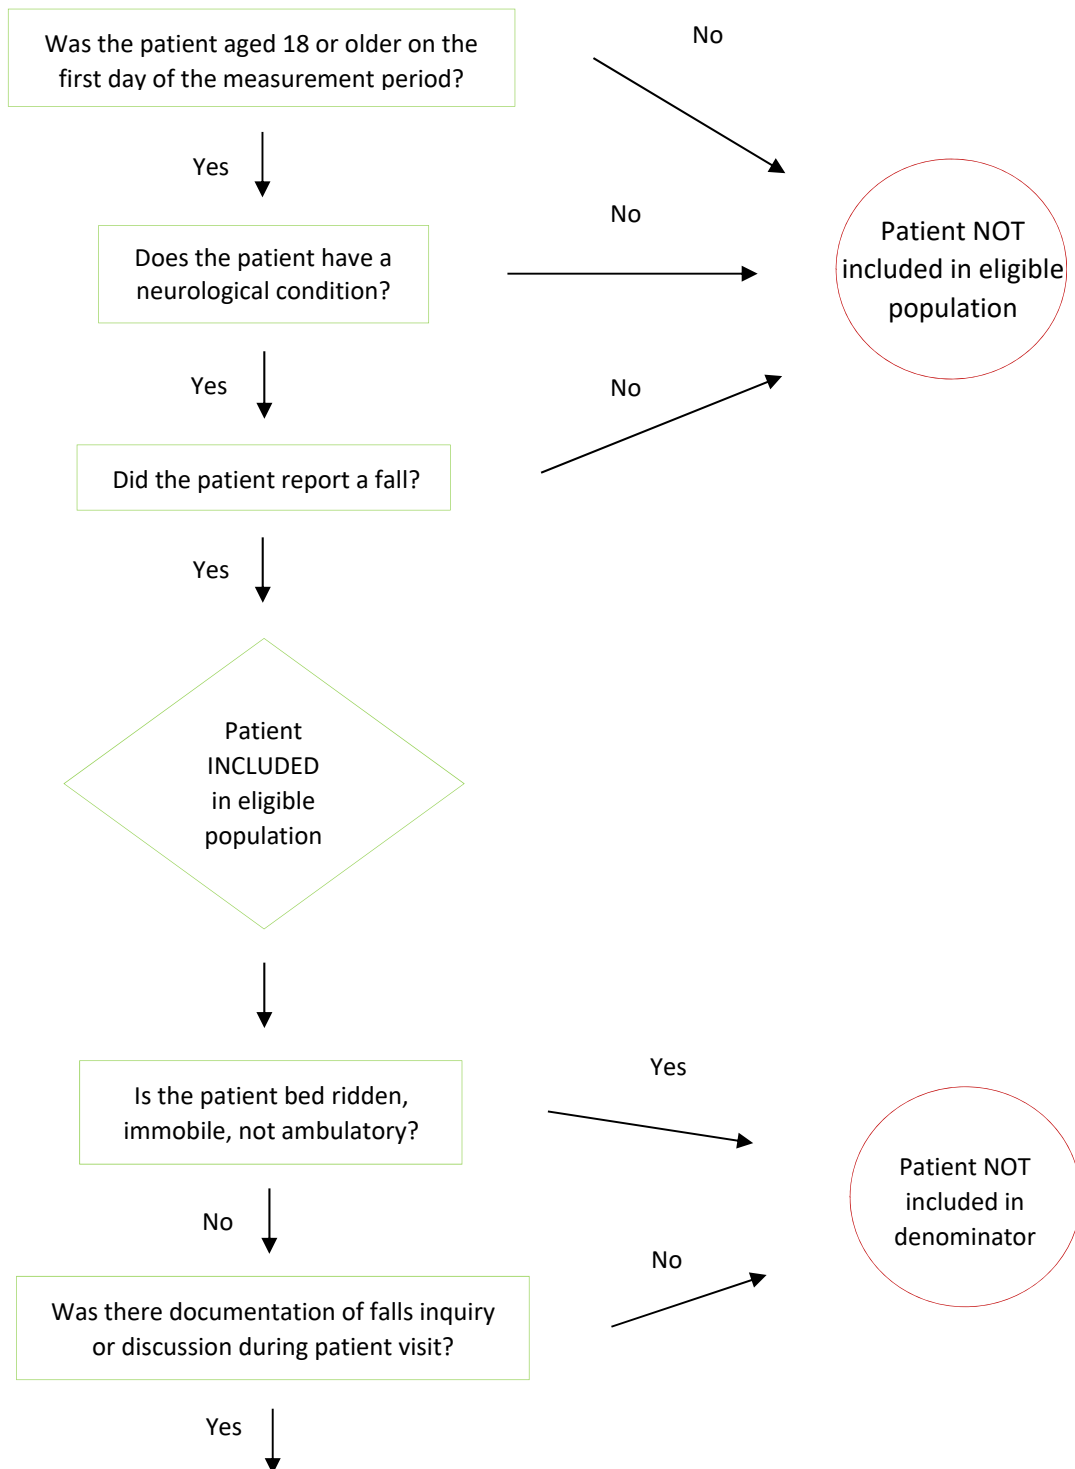 Was the patient aged 18 or older on the
first day of the measurement period?
No
Yes
Does the patient have a
neurological condition?
No
Patient NOT
included in eligible
population
Yes
No
Did the patient report a fall?
Yes
Patient
INCLUDED
in eligible
population
Is the patient bed ridden,
immobile, not ambulatory?
Yes
Patient NOT
included in
denominator
No
No
Was there documentation of falls inquiry
or discussion during patient visit?
Yes